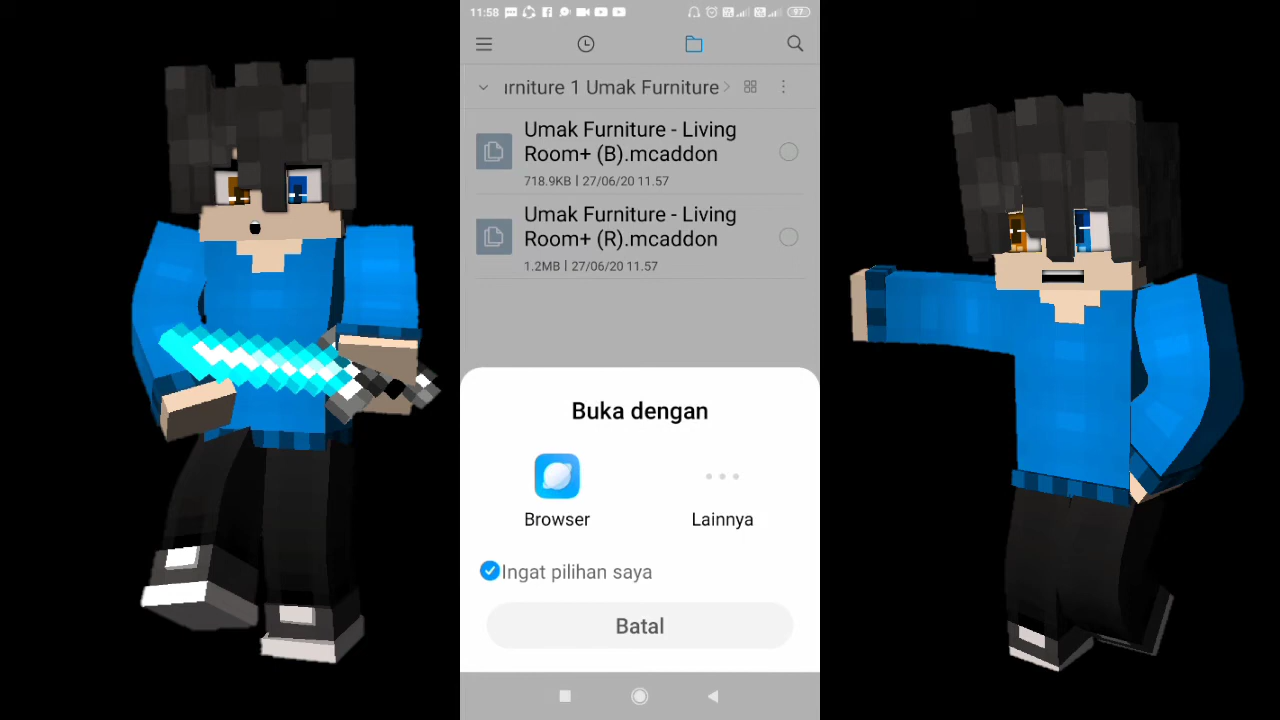 11:58
97
urniture 1 Umak Furniture
Umak Furniture - Living
Room+ (B).mcaddon
718.9KB | 27/06/20 11.57
Umak Furniture - Living
Room+ (R).mcaddon
1.2MB | 27/06/20 11.57
Buka dengan
Browser
Lainnya
Ingat pilihan saya
Batal